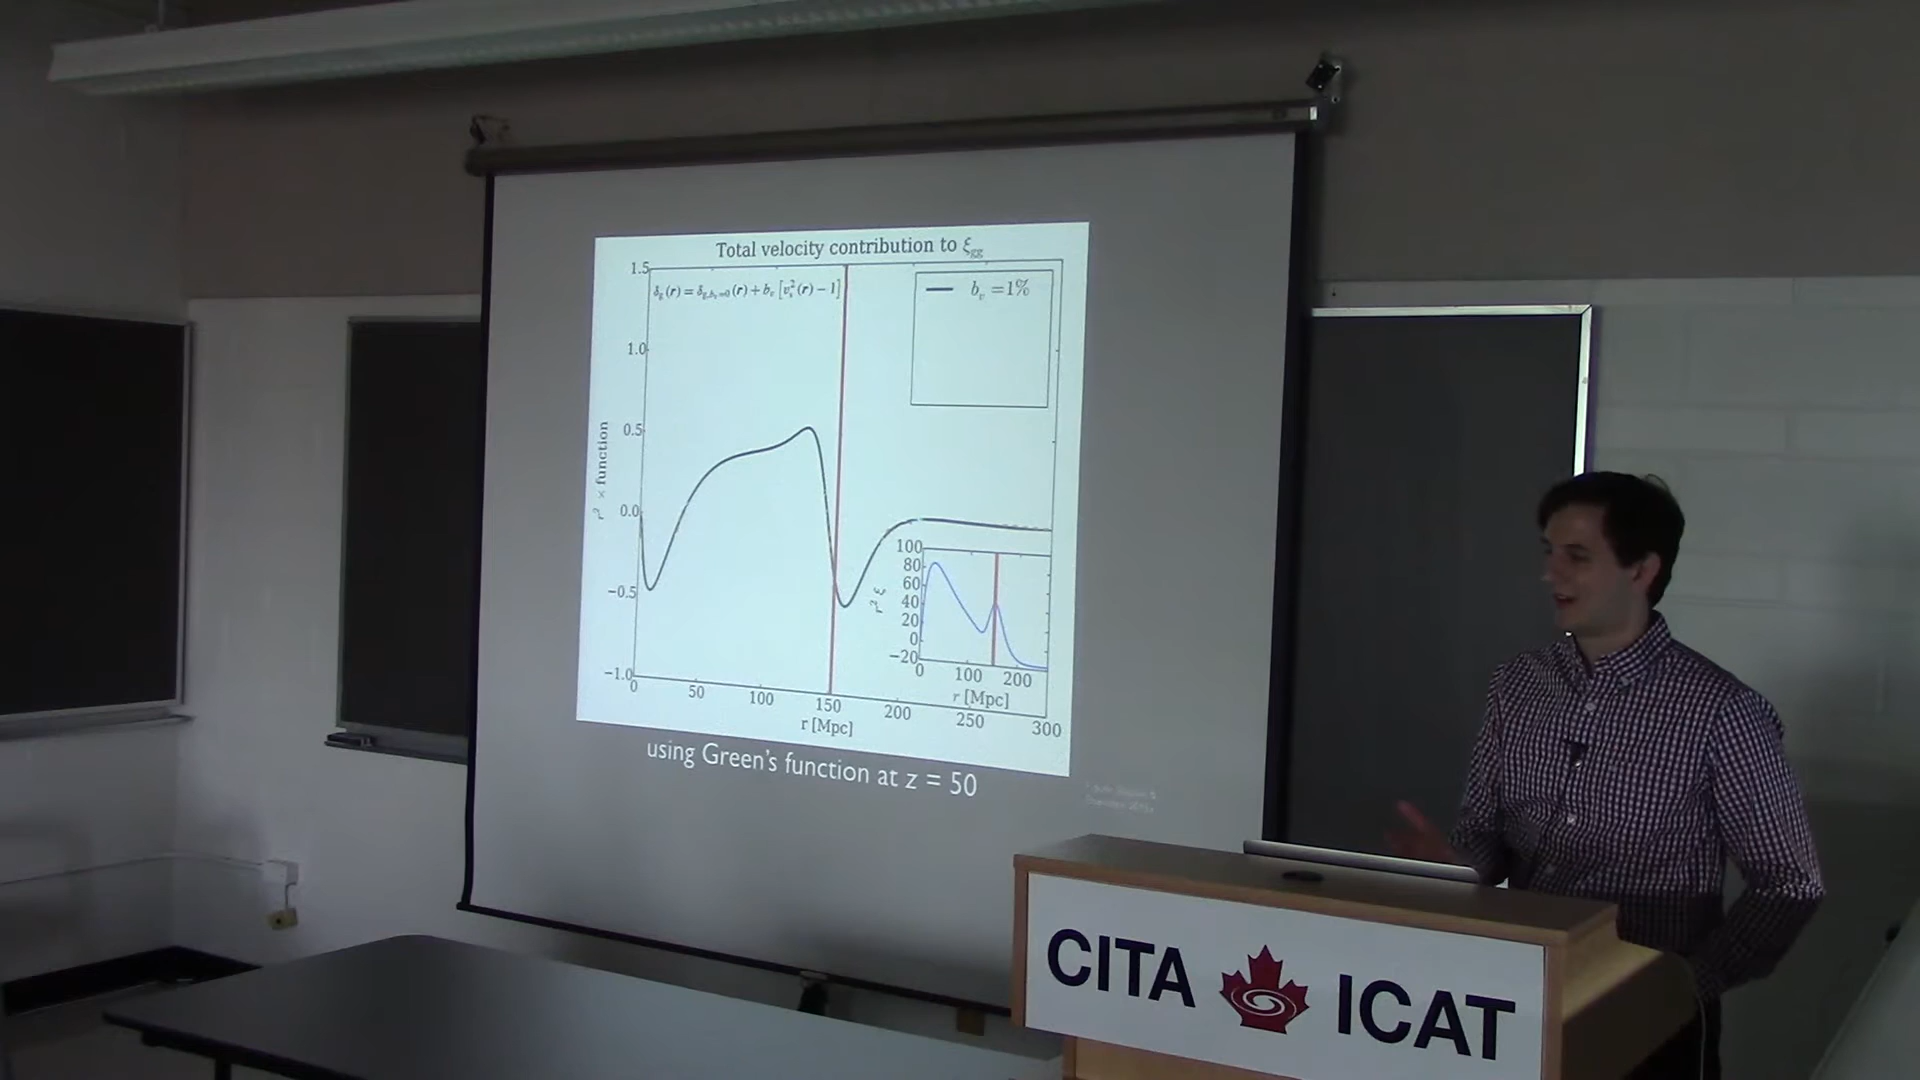 Total velocity contribution to ξgg
1.5
δg(r) = δg,bv=0(r) + bv [vs²(r) − 1]
bv = 1%
1.0
0.5
0.0
−0.5
−1.0
r² × function
0 50 100 150 200 250 300
r [Mpc]
100
80
60
40
20
0
−20
r² ξ
0 100 200
r [Mpc]
using Green's function at z = 50
CITA ICAT